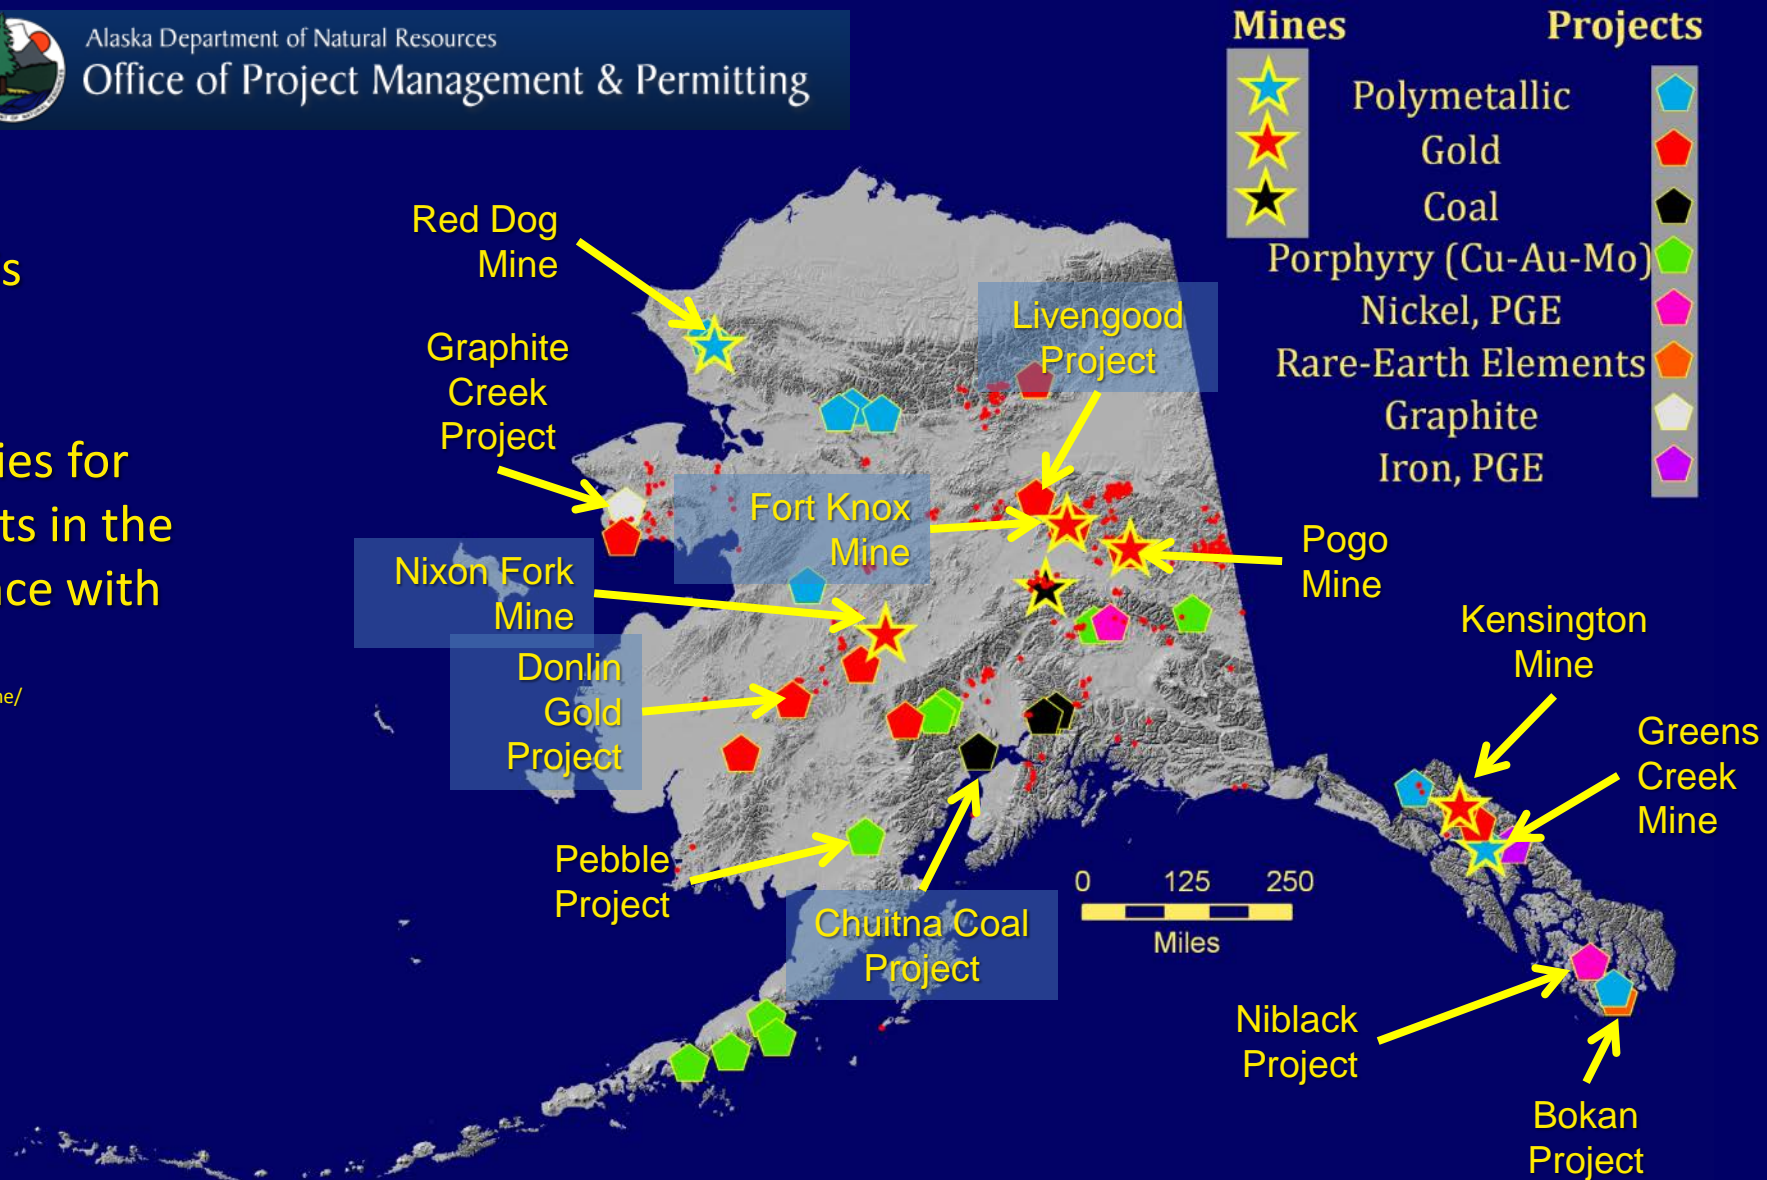 Alaska Department of Natural Resources
Office of Project Management & Permitting
Mines
Projects
Polymetallic
Gold
Coal
Porphyry (Cu-Au-Mo)
Nickel, PGE
Rare-Earth Elements
Graphite
Iron, PGE
s
ies for
ts in the
nce with
ne/
Red Dog
Mine
Graphite
Creek
Project
Livengood
Project
Fort Knox
Mine
Pogo
Mine
Nixon Fork
Mine
Donlin
Gold
Project
Kensington
Mine
Greens
Creek
Mine
Pebble
Project
Chuitna Coal
Project
0 125 250
Miles
Niblack
Project
Bokan
Project